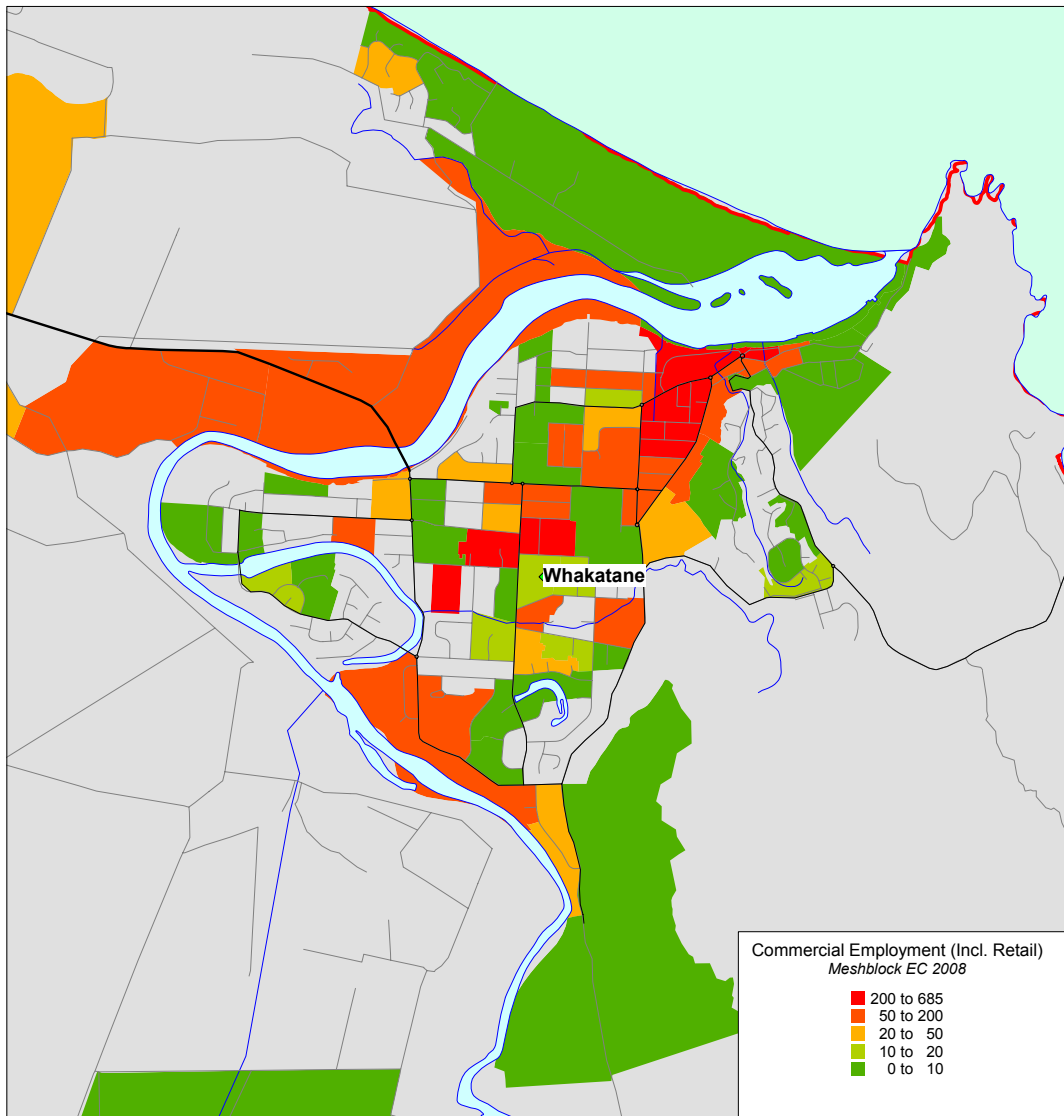 Whakatane
Commercial Employment (Incl. Retail)
Meshblock EC 2008
200 to 685
50 to 200
20 to 50
10 to 20
0 to 10